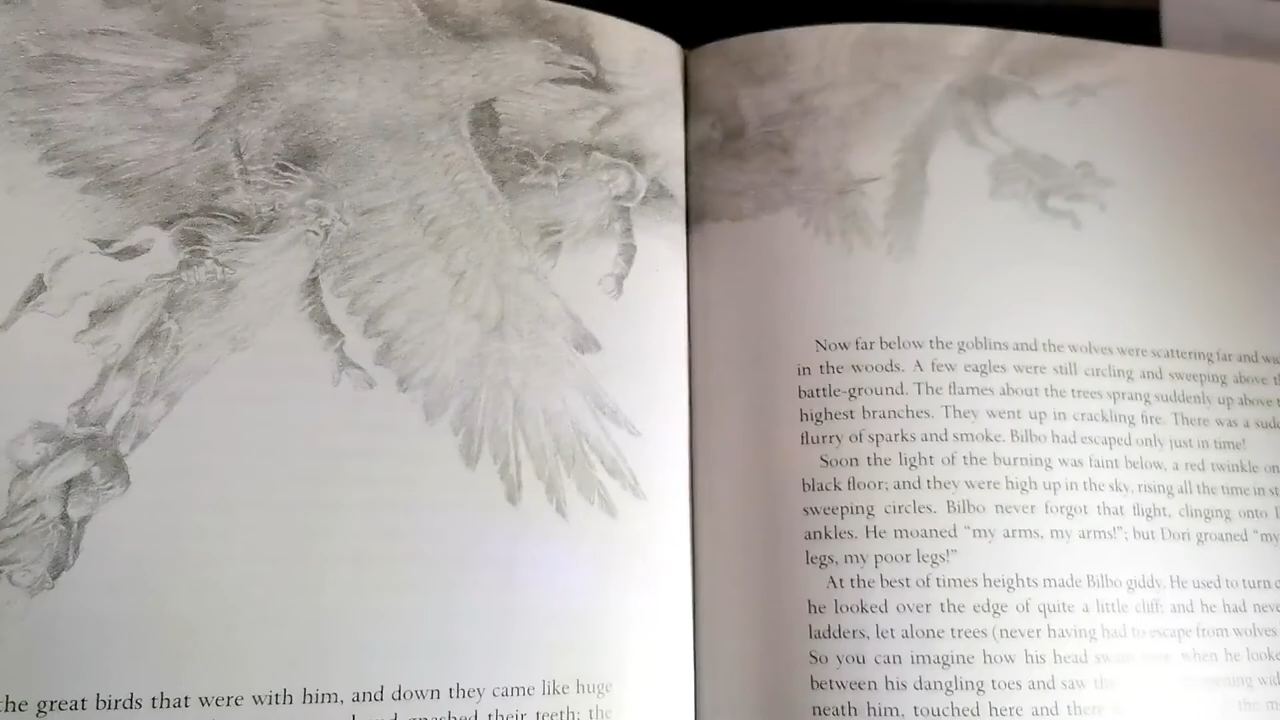 the great birds that were with him, and down they came like huge
and gnashed their teeth; the
Now far below the goblins and the wolves were scattering far and
in the woods. A few eagles were still circling and sweeping above
battle-ground. The flames about the trees sprang suddenly up above
highest branches. They went up in crackling fire. There was a
flurry of sparks and smoke. Bilbo had escaped only just in time!
Soon the light of the burning was faint below, a red twinkle on
black floor; and they were high up in the sky, rising all the time in
sweeping circles. Bilbo never forgot that flight, clinging onto
ankles. He moaned “my arms, my arms!”; but Dori groaned “my
legs, my poor legs!”
At the best of times heights made Bilbo giddy. He used to turn
he looked over the edge of quite a little cliff; and he had
ladders, let alone trees (never having had to escape from wolves
So you can imagine how his head when he
between his dangling toes and saw
neath him, touched here and the